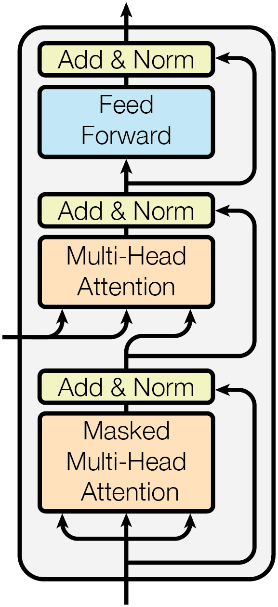 Add & Norm
Feed
Forward
Add & Norm
Multi-Head
Attention
Add & Norm
Masked
Multi-Head
Attention